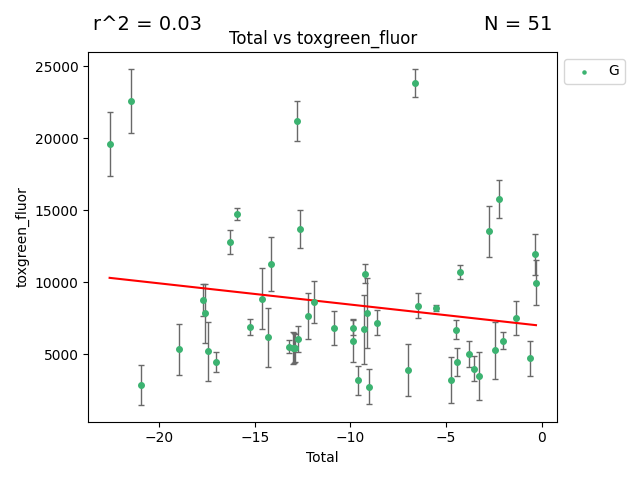 r^2 = 0.03
N = 51
Total vs toxgreen_fluor
G
25000
20000
15000
10000
5000
toxgreen_fluor
−20
−15
−10
−5
0
Total